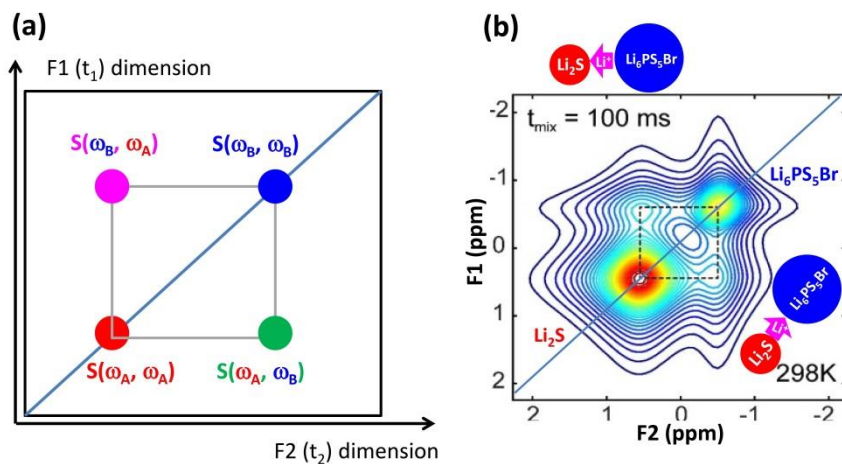 (a)
F1 (t1) dimension
S(ωB, ωA)
S(ωB, ωB)
S(ωA, ωA)
S(ωA, ωB)
F2 (t2) dimension
(b)
Li2S
Li+
Li6PS5Br
tmix = 100 ms
Li6PS5Br
Li2S
Li6PS5Br
Li+
Li2S
298K
-2
-1
0
1
2
F1 (ppm)
2 1 0 -1 -2
F2 (ppm)